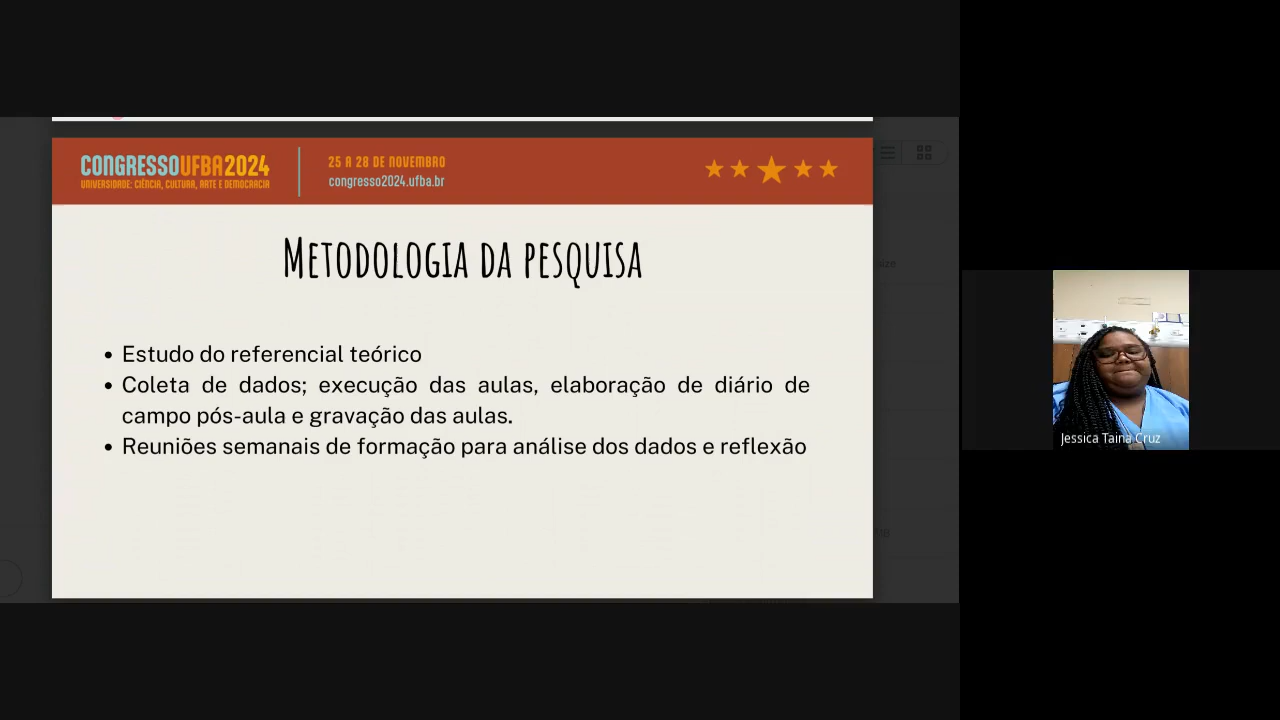 CONGRESSOUFBA2024
UNIVERSIDADE: CIÊNCIA, CULTURA, ARTE E DEMOCRACIA
25 A 28 DE NOVEMBRO
congresso2024.ufba.br
METODOLOGIA DA PESQUISA
• Estudo do referencial teórico
• Coleta de dados; execução das aulas, elaboração de diário de
campo pós-aula e gravação das aulas.
• Reuniões semanais de formação para análise dos dados e reflexão
Jessica Taina Cruz